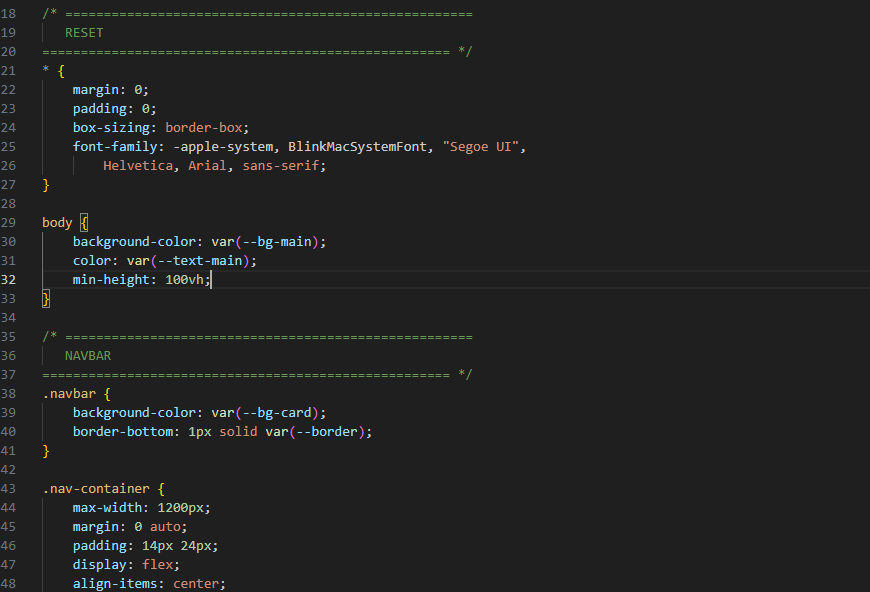 18 /* =====================================================
19    RESET
20 ===================================================== */
21 * {
22     margin: 0;
23     padding: 0;
24     box-sizing: border-box;
25     font-family: -apple-system, BlinkMacSystemFont, "Segoe UI",
26         Helvetica, Arial, sans-serif;
27 }
28
29 body {
30     background-color: var(--bg-main);
31     color: var(--text-main);
32     min-height: 100vh;
33 }
34
35 /* =====================================================
36    NAVBAR
37 ===================================================== */
38 .navbar {
39     background-color: var(--bg-card);
40     border-bottom: 1px solid var(--border);
41 }
42
43 .nav-container {
44     max-width: 1200px;
45     margin: 0 auto;
46     padding: 14px 24px;
47     display: flex;
48     align-items: center;